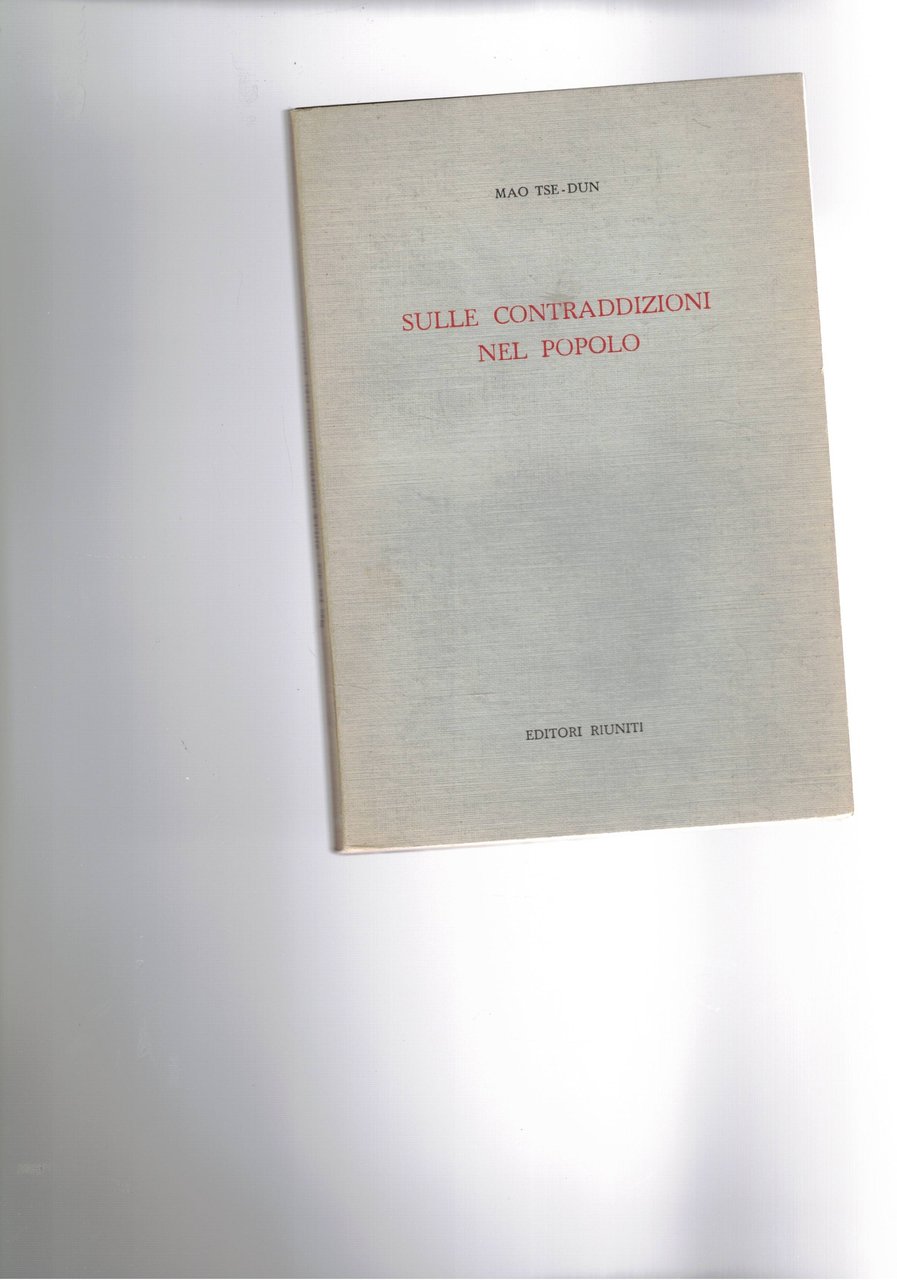 MAO TSE-DUN
SULLE CONTRADDIZIONI
NEL POPOLO
EDITORI RIUNITI